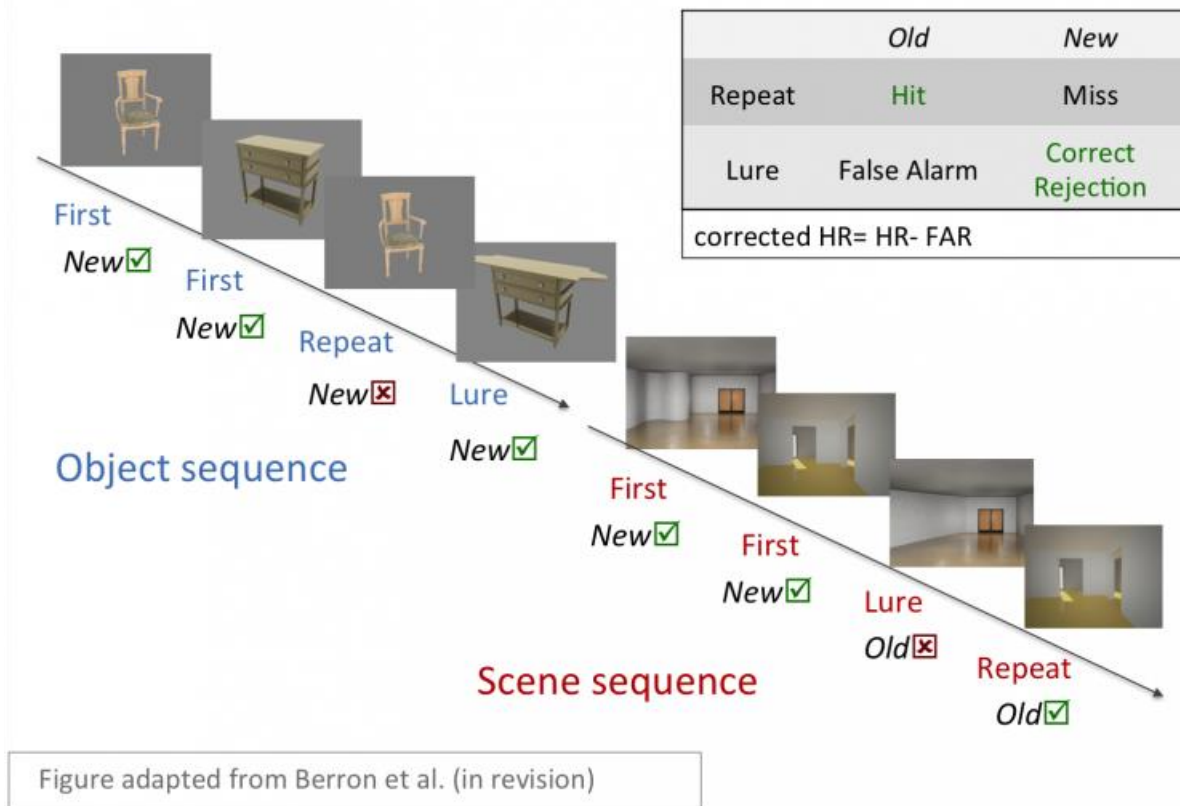 Old New
Repeat Hit Miss
Lure False Alarm Correct
Rejection
corrected HR= HR- FAR
First
New
First
New
Repeat
New
Lure
New
Object sequence
First
New
First
New
Lure
Old
Repeat
Old
Scene sequence
Figure adapted from Berron et al. (in revision)